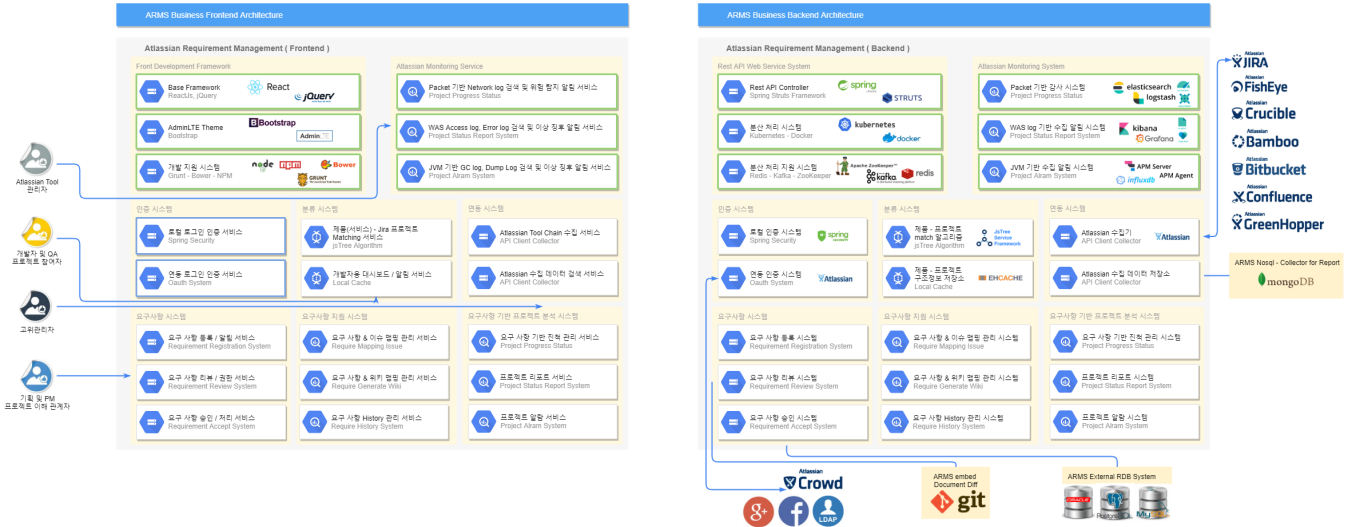 ARMS Business Frontend Architecture
Atlassian Requirement Management ( Frontend )
Front Development Framework
Base Framework
ReactJs, jQuery
React
jQuery
AdminLTE Theme
Bootstrap
Bootstrap
Admin
개발 지원 시스템
Grunt - Bower - NPM
node
npm
Bower
GRUNT
Atlassian Monitoring Service
Packet 기반 Network log 검색 및 위험 탐지 알림 서비스
Project Progress Status
WAS Access log, Error log 검색 및 이상 징후 알림 서비스
Project Status Report System
JVM 기반 GC log, Dump Log 검색 및 이상 징후 알림 서비스
Project Alram System
인증 시스템
로컬 로그인 인증 서비스
Spring Security
연동 로그인 인증 서비스
Oauth System
분류 시스템
제품(서비스) - Jira 프로젝트
Matching 서비스
jsTree Algorithm
개발자용 대시보드 / 알림 서비스
Local Cache
연동 시스템
Atlassian Tool Chain 수집 서비스
API Client Collector
Atlassian 수집 데이터 검색 서비스
API Client Collector
요구사항 시스템
요구 사항 등록 / 알림 서비스
Requirement Registration System
요구 사항 리뷰 / 권한 서비스
Requirement Review System
요구 사항 승인 / 처리 서비스
Requirement Accept System
요구사항 지원 시스템
요구 사항 & 이슈 맵핑 관리 서비스
Require Mapping Issue
요구 사항 & 위키 맵핑 관리 서비스
Require Generate Wiki
요구 사항 History 관리 서비스
Require History System
요구사항 기반 프로젝트 분석 시스템
요구 사항 기반 진척 관리 서비스
Project Progress Status
프로젝트 리포트 서비스
Project Status Report System
프로젝트 알람 서비스
Project Alram System
Atlassian Tool
관리자
개발자 및 QA
프로젝트 참여자
고위관리자
기획 및 PM
프로젝트 이해 관계자
ARMS Business Backend Architecture
Atlassian Requirement Management ( Backend )
Rest API Web Service System
Rest API Controller
Spring Struts Framework
spring
STRUTS
분산 처리 시스템
Kubernetes - Docker
kubernetes
docker
분산 처리 지원 시스템
Redis - Kafka - ZooKeeper
Apache ZooKeeper™
kafka
redis
Atlassian Monitoring System
Packet 기반 감사 시스템
Project Progress Status
elasticsearch
logstash
WAS log 기반 수집 알림 시스템
Project Status Report System
kibana
Grafana
JVM 기반 수집 알림 시스템
Project Alram System
APM Server
influxdb
APM Agent
인증 시스템
로컬 인증 시스템
Spring Security
spring
연동 인증 시스템
Oauth System
Atlassian
분류 시스템
제품 - 프로젝트
match 알고리즘
jsTree Algorithm
JsTree
Service
Framework
제품 - 프로젝트
구조정보 저장소
Local Cache
EHCACHE
연동 시스템
Atlassian 수집기
API Client Collector
Atlassian
Atlassian 수집 데이터 저장소
API Client Collector
요구사항 시스템
요구 사항 등록 시스템
Requirement Registration System
요구 사항 리뷰 시스템
Requirement Review System
요구 사항 승인 시스템
Requirement Accept System
요구사항 지원 시스템
요구 사항 & 이슈 맵핑 관리 시스템
Require Mapping Issue
요구 사항 & 위키 맵핑 관리 시스템
Require Generate Wiki
요구 사항 History 관리 시스템
Require History System
요구사항 기반 프로젝트 분석 시스템
요구 사항 기반 진척 관리 시스템
Project Progress Status
프로젝트 리포트 시스템
Project Status Report System
프로젝트 알람 시스템
Project Alram System
Atlassian
JIRA
Atlassian
FishEye
Atlassian
Crucible
Atlassian
Bamboo
Atlassian
Bitbucket
Atlassian
Confluence
Atlassian
GreenHopper
ARMS Nosql - Collector for Report
mongoDB
Atlassian
Crowd
g+
f
LDAP
ARMS embed
Document Diff
git
ARMS External RDB System
ORACLE